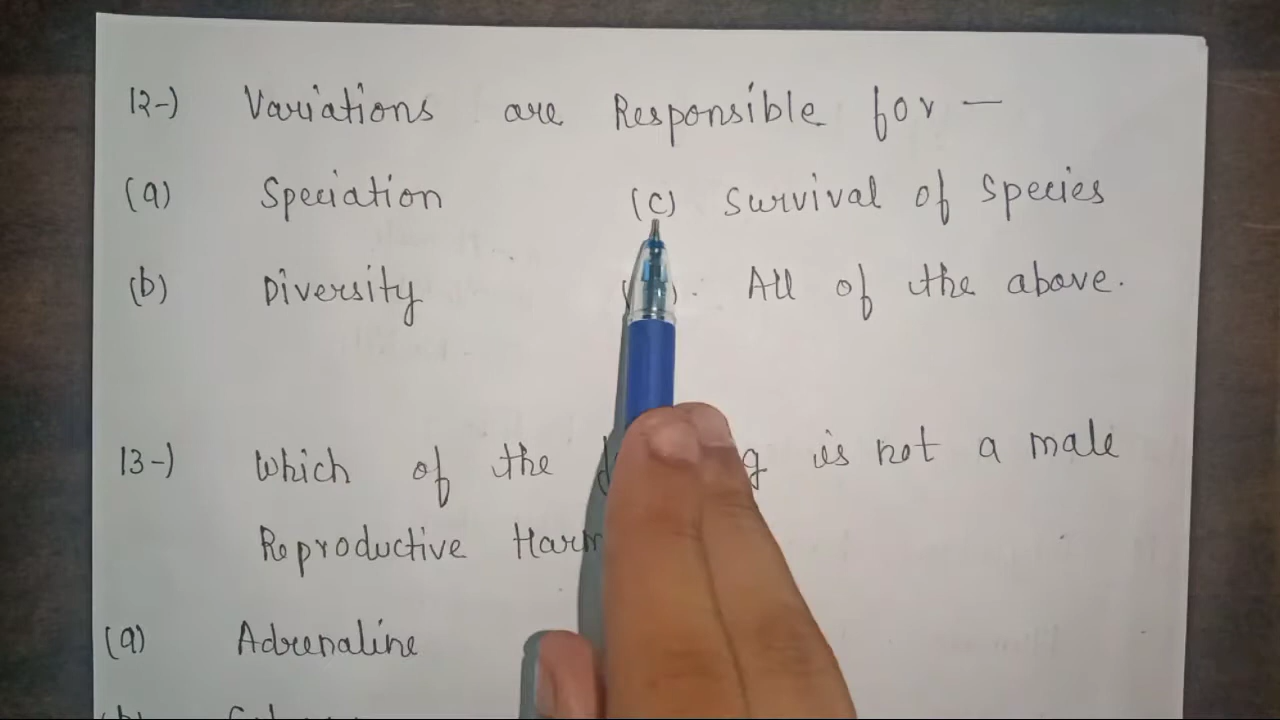 12-) Variations are Responsible for —
(a) Speciation (c) Survival of Species
(b) Diversity All of the above.
13-) Which of the is not a male
Reproductive
(a) Adrenaline
(b)